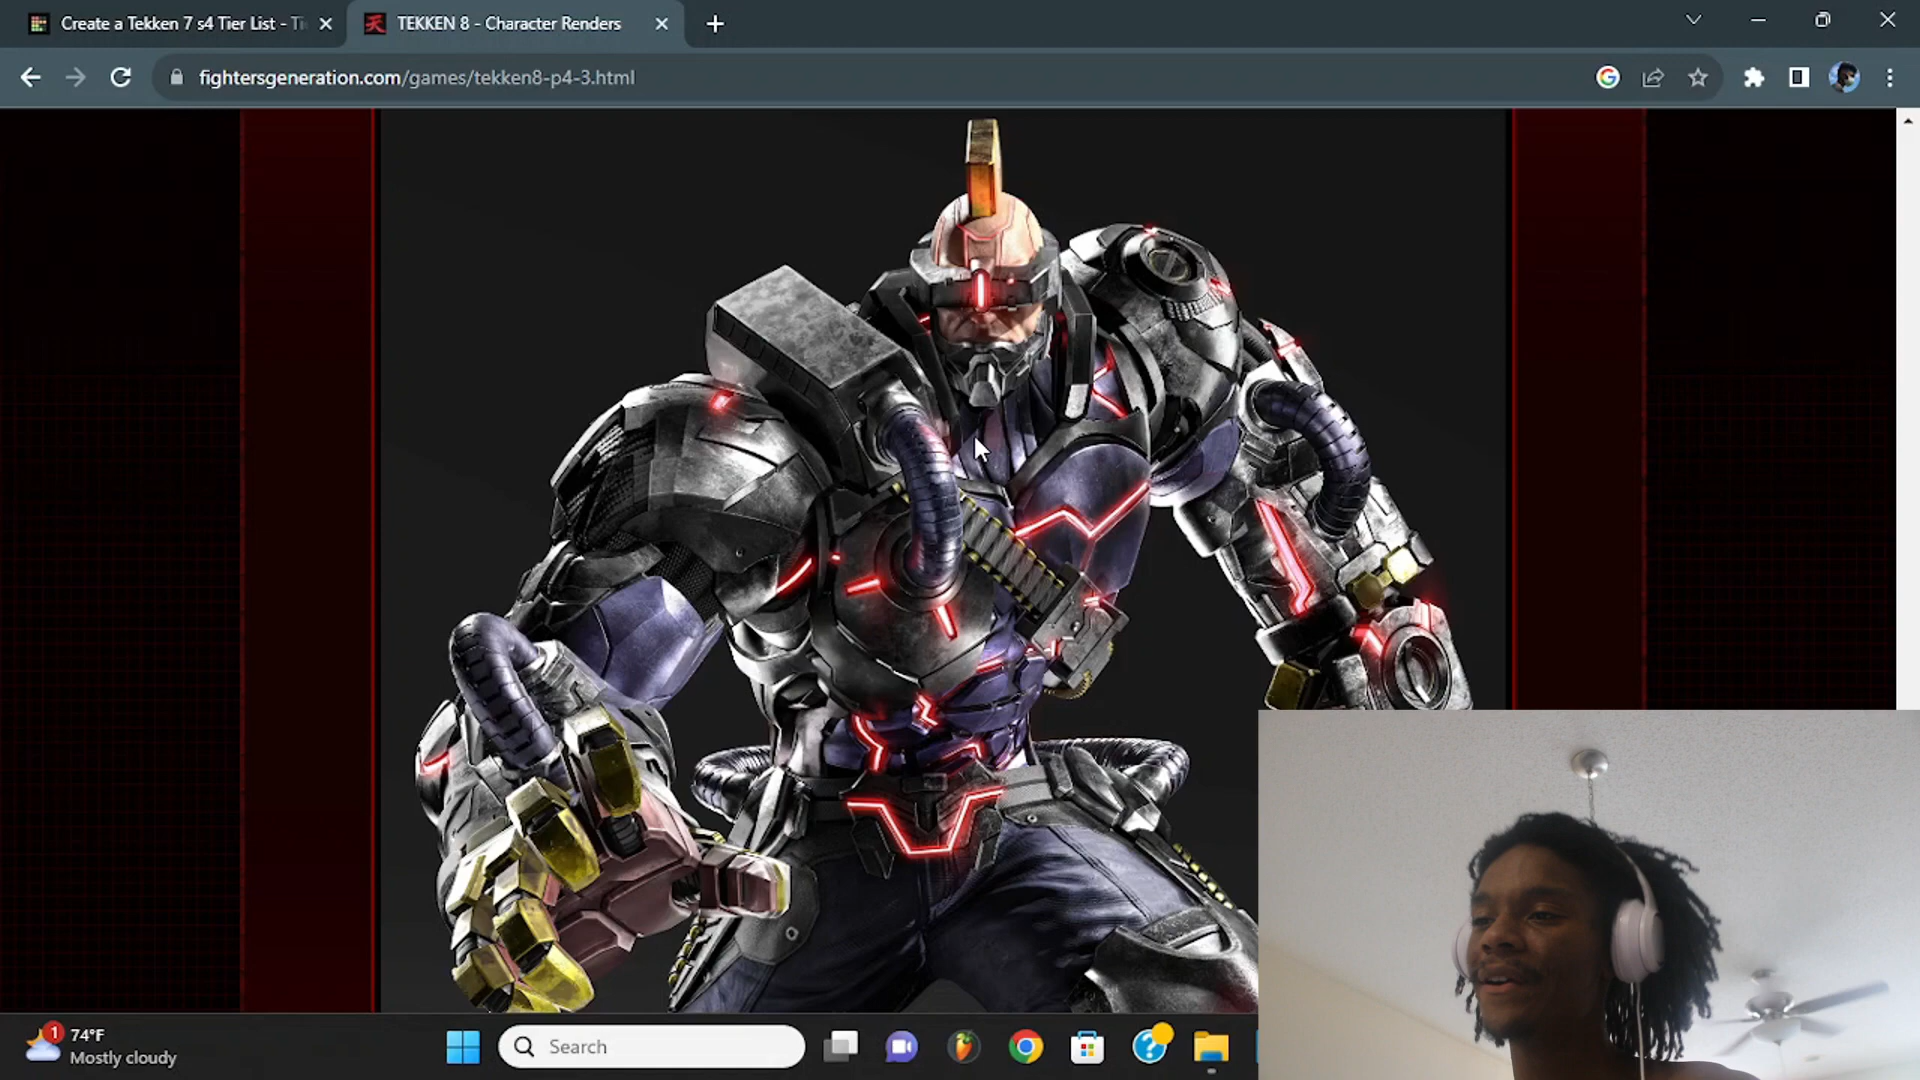 Create a Tekken 7 s4 Tier List - Ti
TEKKEN 8 - Character Renders
fightersgeneration.com/games/tekken8-p4-3.html
1
74°F
Mostly cloudy
Search